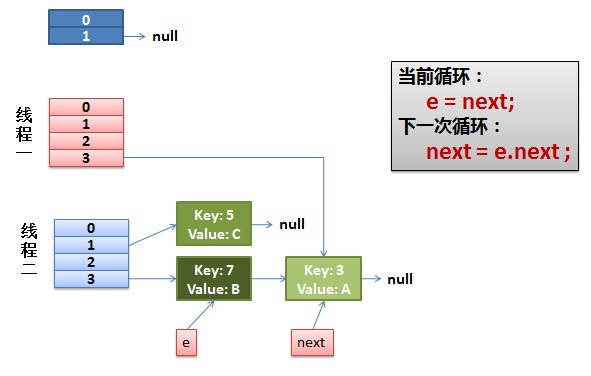 0
1
null
线程一
0
1
2
3
当前循环：
e = next;
下一次循环：
next = e.next ;
线程二
0
1
2
3
Key: 5
Value: C
null
Key: 7
Value: B
Key: 3
Value: A
null
e
next